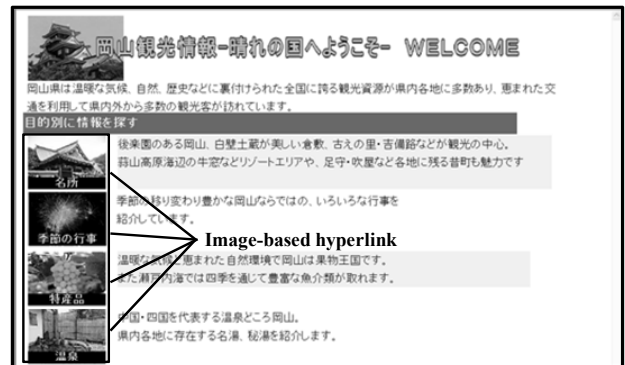 岡山観光情報-晴れの国へようこそ- WELCOME
岡山県は温暖な気候、自然、歴史などに裏付けられた全国に誇る観光資源が県内各地に多数あり、恵まれた交
通を利用して県内外から多数の観光客が訪れています。
目的別に情報を探す
後楽園のある岡山、白壁土蔵が美しい倉敷、古えの里・吉備路などが観光の中心。
蒜山高原海辺の牛窓などリゾートエリアや、足守・吹屋など各地に残る昔町も魅力です
名所
季節の移り変わり豊かな岡山ならではの、いろいろな行事を
紹介しています。
季節の行事
Image-based hyperlink
温暖な気候と恵まれた自然環境で岡山は果物王国です。
また瀬戸内海では四季を通じて豊富な魚介類が取れます。
特産品
中国・四国を代表する温泉どころ岡山。
県内各地に存在する名湯、秘湯を紹介します。
温泉